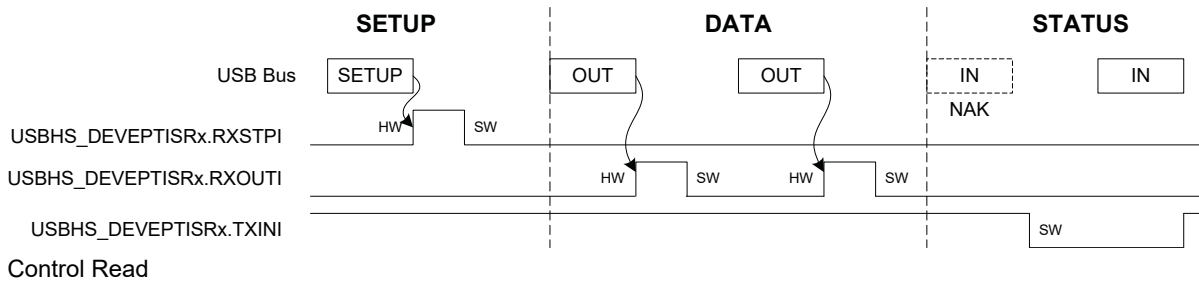 SETUP DATA STATUS
USB Bus SETUP OUT OUT IN IN
NAK
USBHS_DEVEPTISRx.RXSTPI HW SW
USBHS_DEVEPTISRx.RXOUTI HW SW HW SW
USBHS_DEVEPTISRx.TXINI SW
Control Read